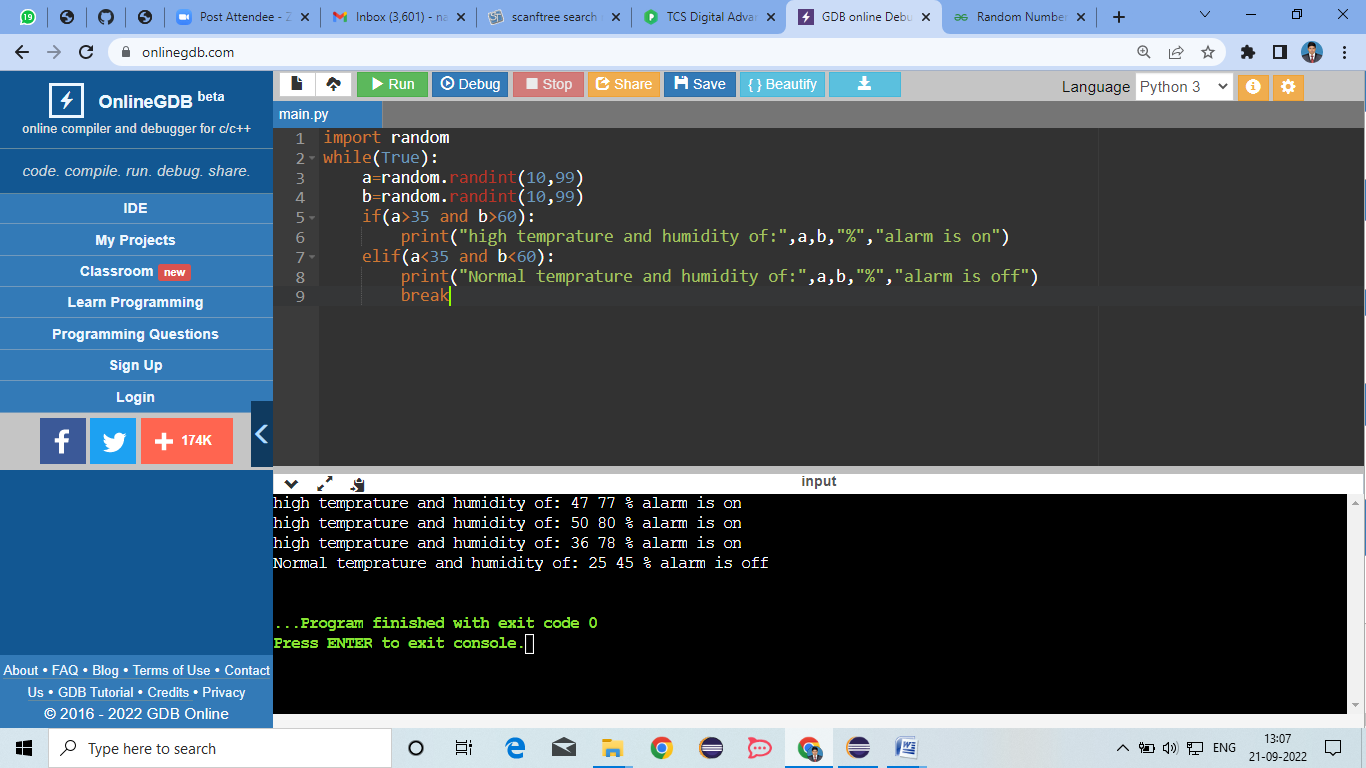 19
Post Attendee - Z
Inbox (3,601) - na
scanftree search
TCS Digital Advan
GDB online Debu
Random Number
onlinegdb.com
OnlineGDB beta
online compiler and debugger for c/c++
code. compile. run. debug. share.
IDE
My Projects
Classroom new
Learn Programming
Programming Questions
Sign Up
Login
174K
About • FAQ • Blog • Terms of Use • Contact
Us • GDB Tutorial • Credits • Privacy
© 2016 - 2022 GDB Online
Run
Debug
Stop
Share
Save
{ } Beautify
Language Python 3
main.py
1 import random
2 while(True):
3 a=random.randint(10,99)
4 b=random.randint(10,99)
5 if(a>35 and b>60):
6 print("high temprature and humidity of:",a,b,"%","alarm is on")
7 elif(a<35 and b<60):
8 print("Normal temprature and humidity of:",a,b,"%","alarm is off")
9 break
input
high temprature and humidity of: 47 77 % alarm is on
high temprature and humidity of: 50 80 % alarm is on
high temprature and humidity of: 36 78 % alarm is on
Normal temprature and humidity of: 25 45 % alarm is off
...Program finished with exit code 0
Press ENTER to exit console.
Type here to search
ENG
13:07
21-09-2022